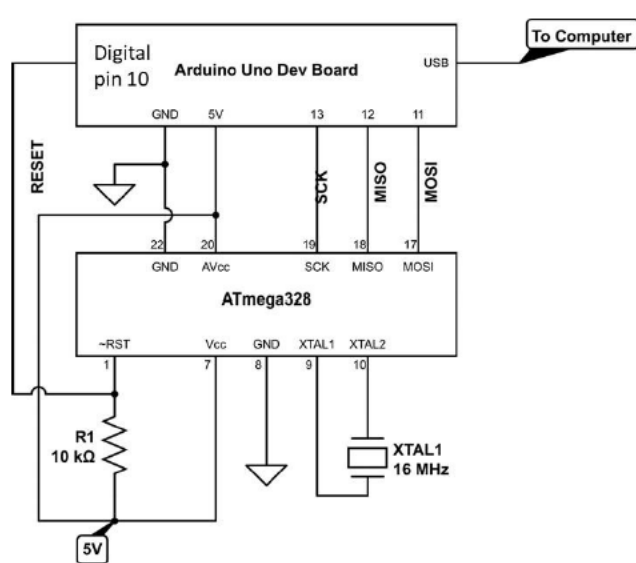 To Computer
Digital
pin 10
Arduino Uno Dev Board
USB
GND 5V 13 12 11
RESET
SCK
MISO
MOSI
22 20 19 18 17
GND AVcc SCK MISO MOSI
ATmega328
~RST Vcc GND XTAL1 XTAL2
1 7 8 9 10
R1
10 kΩ
XTAL1
16 MHz
5V